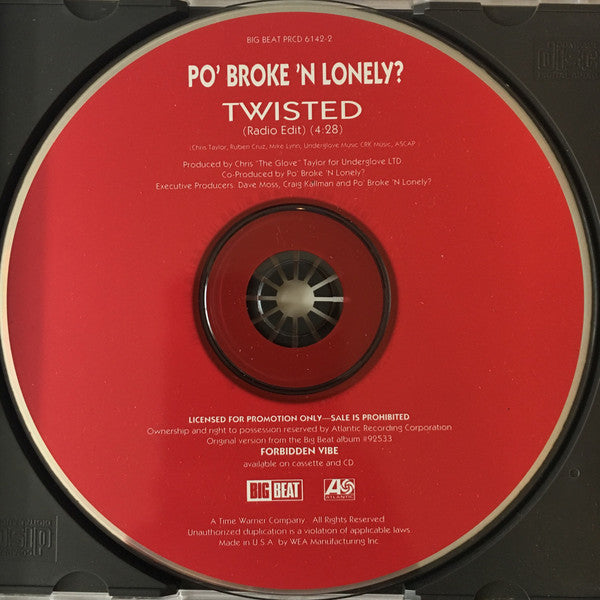 BIG BEAT PRCD 6142-2
PO' BROKE 'N LONELY?
TWISTED
(Radio Edit) (4:28)
(Chris Taylor, Ruben Cruz, Mike Lynn, Underglove Music CRK Music, ASCAP)
Produced by Chris "The Glove" Taylor for Underglove LTD.
Co-Produced by Po' Broke 'N Lonely?
Executive Producers: Dave Moss, Craig Kallman and Po' Broke 'N Lonely?
LICENSED FOR PROMOTION ONLY—SALE IS PROHIBITED
Ownership and right to possession reserved by Atlantic Recording Corporation
Original version from the Big Beat album #92533
FORBIDDEN VIBE
available on cassette and CD
BIG BEAT
ATLANTIC
A Time Warner Company. All Rights Reserved
Unauthorized duplication is a violation of applicable laws
Made in U.S.A. by WEA Manufacturing Inc.